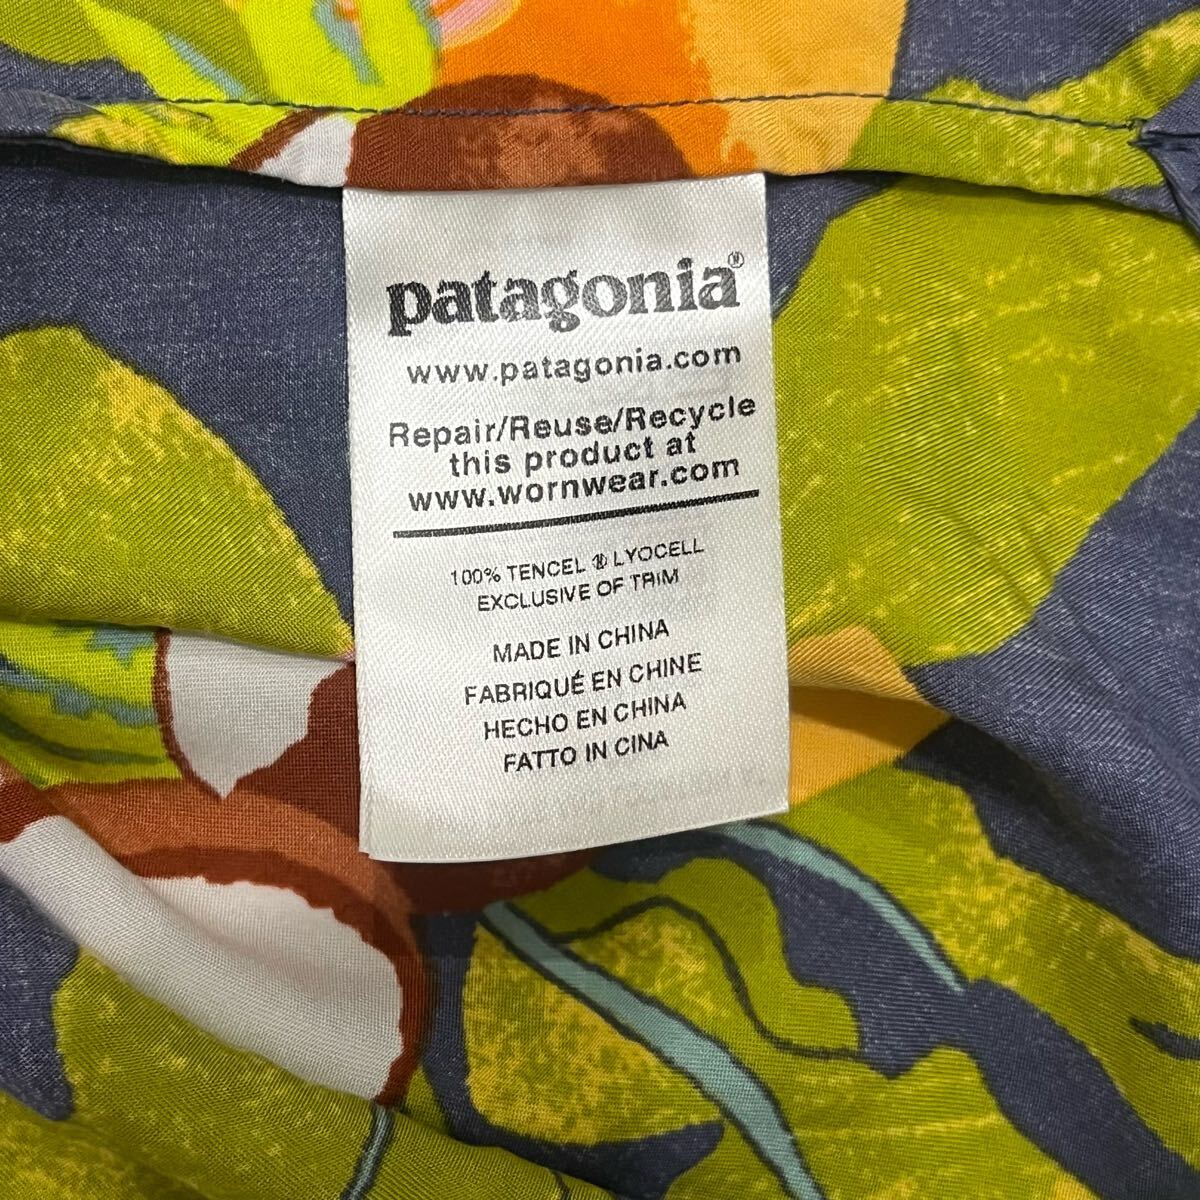 patagonia®
www.patagonia.com
Repair/Reuse/Recycle
this product at
www.wornwear.com
100% TENCEL ® LYOCELL
EXCLUSIVE OF TRIM
MADE IN CHINA
FABRIQUÉ EN CHINE
HECHO EN CHINA
FATTO IN CINA